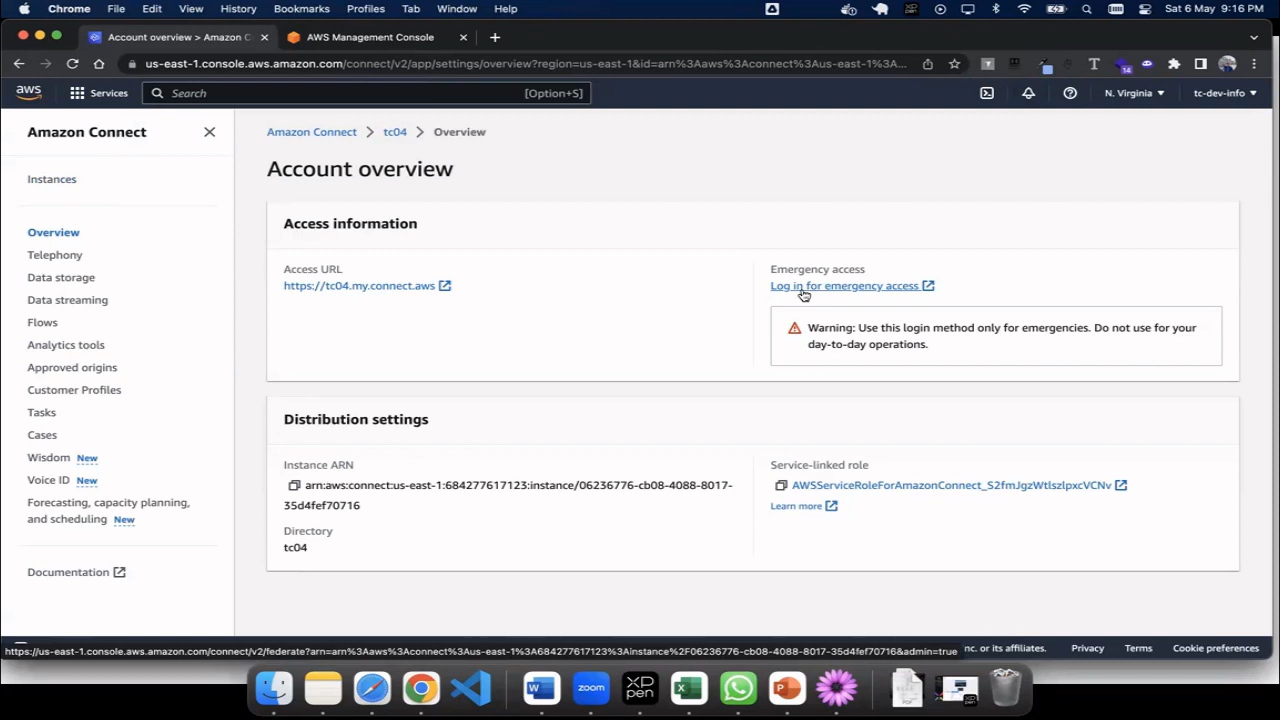 Chrome File Edit View History Bookmarks Profiles Tab Window Help Sat 6 May 9:16 PM
Account overview > Amazon C
AWS Management Console
us-east-1.console.aws.amazon.com/connect/v2/app/settings/overview?region=us-east-1&id=arn%3Aaws%3Aconnect%3Aus-east-1%3A...
14
aws Services Search [Option+S] N. Virginia tc-dev-info
Amazon Connect
Instances
Overview
Telephony
Data storage
Data streaming
Flows
Analytics tools
Approved origins
Customer Profiles
Tasks
Cases
Wisdom New
Voice ID New
Forecasting, capacity planning,
and scheduling New
Documentation
Amazon Connect > tc04 > Overview
Account overview
Access information
Access URL
https://tc04.my.connect.aws
Emergency access
Log in for emergency access
Warning: Use this login method only for emergencies. Do not use for your
day-to-day operations.
Distribution settings
Instance ARN
arn:aws:connect:us-east-1:684277617123:instance/06236776-cb08-4088-8017-
35d4fef70716
Directory
tc04
Service-linked role
AWSServiceRoleForAmazonConnect_S2fmJgzWtlszlpxcVCNv
Learn more
https://us-east-1.console.aws.amazon.com/connect/v2/federate?arn=arn%3Aaws%3Aconnect%3Aus-east-1%3A684277617123%3Ainstance%2F06236776-cb08-4088-8017-35d4fef70716&admin=true
nc. or its affiliates. Privacy Terms Cookie preferences
zoom
XP
pen